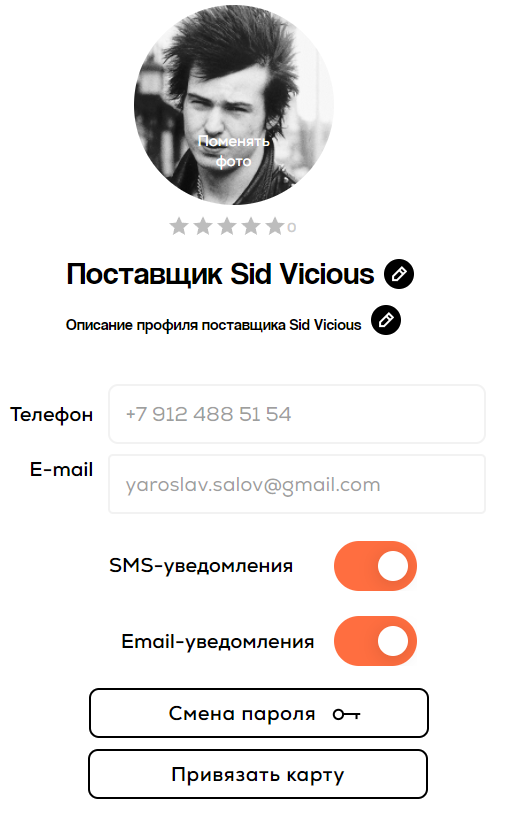 Поменять
фото
0
Поставщик Sid Vicious
Описание профиля поставщика Sid Vicious
Телефон +7 912 488 51 54
E-mail yaroslav.salov@gmail.com
SMS-уведомления
Email-уведомления
Смена пароля
Привязать карту